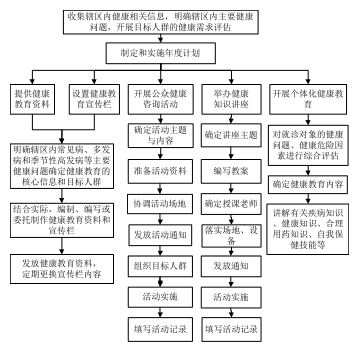 收集辖区内健康相关信息，明确辖区内主要健康
问题，开展目标人群的健康需求评估
制定和实施年度计划
提供健康
教育资料
设置健康教
育宣传栏
开展公众健康
咨询活动
举办健康
知识讲座
开展个体化健康
教育
明确辖区内常见病、多发
病和季节性高发病等主要
健康问题确定健康教育的
核心信息和目标人群
结合实际，编制、编写或
委托制作健康教育资料和
宣传栏
发放健康教育资料，
定期更换宣传栏内容
确定活动主题
与内容
准备活动资料
协调活动场地
发放活动通知
组织目标人群
活动实施
填写活动记录
确定讲座主题
编写教案
确定授课老师
落实场地、设
备
发放通知
活动实施
填写活动记录
对就诊对象的健康
问题、健康危险因
素进行综合评估
确定健康教育内容
讲解有关疾病知识
、健康知识、合理
用药知识、自我保
健技能等